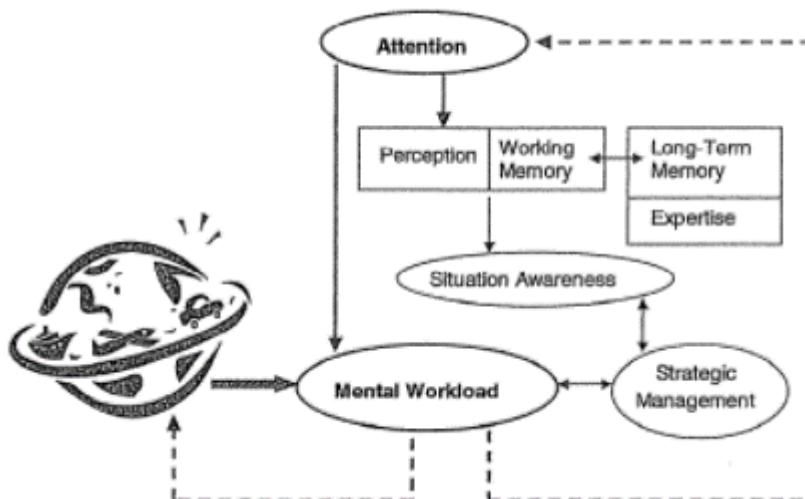 Attention
Perception
Working
Memory
Long-Term
Memory
Expertise
Situation Awareness
Mental Workload
Strategic
Management